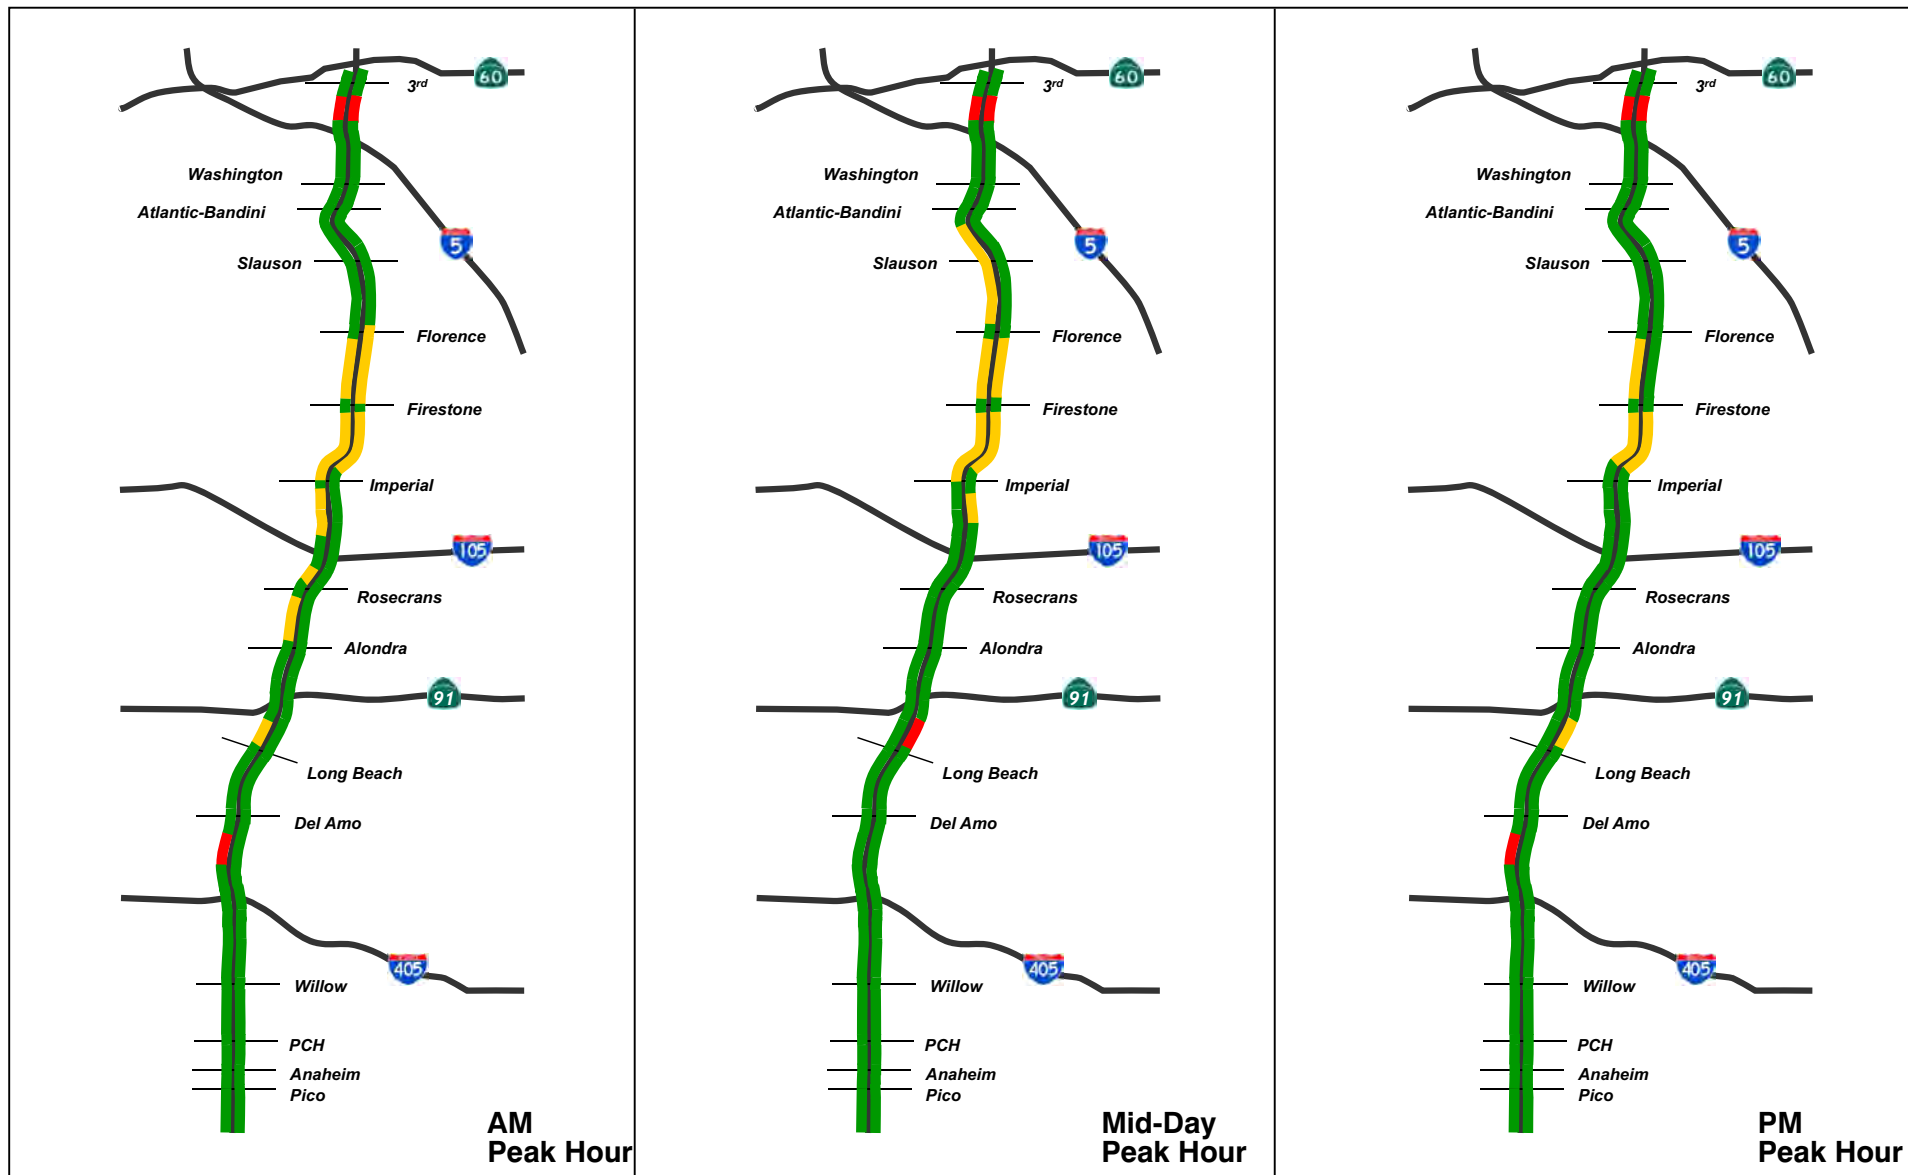 3rd
60
Washington
Atlantic-Bandini
5
Slauson
Florence
Firestone
Imperial
105
Rosecrans
Alondra
91
Long Beach
Del Amo
405
Willow
PCH
Anaheim
Pico
AM
Peak Hour
3rd
60
Washington
Atlantic-Bandini
5
Slauson
Florence
Firestone
Imperial
105
Rosecrans
Alondra
91
Long Beach
Del Amo
405
Willow
PCH
Anaheim
Pico
Mid-Day
Peak Hour
3rd
60
Washington
Atlantic-Bandini
5
Slauson
Florence
Firestone
Imperial
105
Rosecrans
Alondra
91
Long Beach
Del Amo
405
Willow
PCH
Anaheim
Pico
PM
Peak Hour